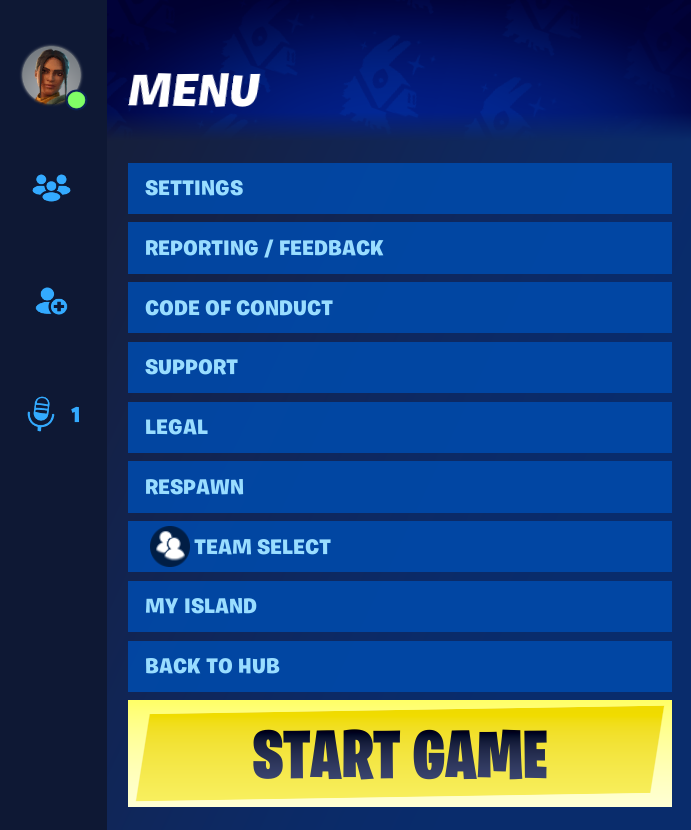 MENU
SETTINGS
REPORTING / FEEDBACK
CODE OF CONDUCT
1
SUPPORT
LEGAL
RESPAWN
TEAM SELECT
MY ISLAND
BACK TO HUB
START GAME